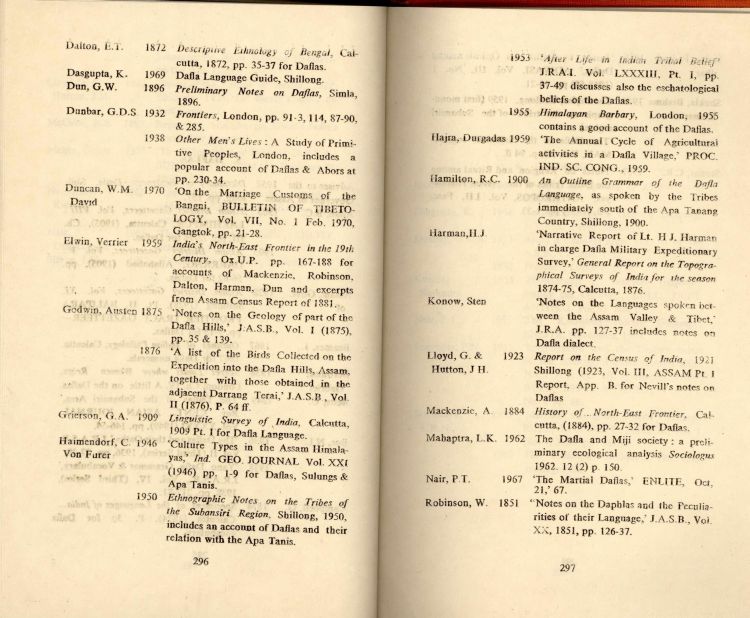 Dalton, E.T. 1872 Descriptive Ethnology of Bengal, Cal-
cutta, 1872, pp. 35-37 for Daflas.
Dasgupta, K. 1969 Dafla Language Guide, Shillong.
Dun, G.W. 1896 Preliminary Notes on Daflas, Simla,
1896.
Dunbar, G.D.S 1932 Frontiers, London, pp. 91-3, 114, 87-90,
& 285.
1938 Other Men's Lives : A Study of Primi-
tive Peoples, London, includes a
popular account of Daflas & Abors at
pp. 230-34.
Duncan, W.M. 1970 'On the Marriage Customs of the
David Bangni, BULLETIN OF TIBETO-
LOGY, Vol. VII, No. 1 Feb. 1970,
Gangtok, pp. 21-28.
Elwin, Verrier 1959 India's North-East Frontier in the 19th
Century. Ox.U.P. pp. 167-188 for
accounts of Mackenzie, Robinson,
Dalton, Harman, Dun and excerpts
from Assam Census Report of 1881.
Godwin, Austen 1875 'Notes on the Geology of part of the
Dafla Hills,' J.A.S.B., Vol. I (1875),
pp. 35 & 139.
1876 'A list of the Birds Collected on the
Expedition into the Dafla Hills, Assam,
together with those obtained in the
adjacent Darrang Terai,' J.A.S.B., Vol.
II (1876), P. 64 ff.
Grierson, G.A. 1909 Linguistic Survey of India, Calcutta,
1909 Pt. I for Dafla Language.
Haimendorf, C. 1946 'Culture Types in the Assam Himala-
Von Furer yas,' Ind. GEO. JOURNAL Vol. XXI
(1946) pp. 1-9 for Daflas, Sulungs &
Apa Tanis.
1950 Ethnographic Notes on the Tribes of
the Subansiri Region, Shillong, 1950,
includes an account of Daflas and their
relation with the Apa Tanis.
296
1953 'After Life in Indian Tribal Belief'
J.R.A.I. Vol. LXXXIII, Pt. I, pp.
37-49 discusses also the eschatological
beliefs of the Daflas.
1955 Himalayan Barbary, London, 1955
contains a good account of the Daflas.
Hajra, Durgadas 1959 'The Annual Cycle of Agricultural
activities in a Dafla Village,' PROC.
IND. SC. CONG., 1959.
Hamilton, R.C. 1900 An Outline Grammar of the Dafla
Language, as spoken by the Tribes
immediately south of the Apa Tanang
Country, Shillong, 1900.
Harman,H.J. 'Narrative Report of Lt. H J. Harman
in charge Dafla Military Expeditionary
Survey,' General Report on the Topogra-
phical Surveys of India for the season
1874-75, Calcutta, 1876.
Konow, Sten 'Notes on the Languages spoken bet-
ween the Assam Valley & Tibet,'
J.R.A. pp. 127-37 includes notes on
Dafla dialect.
Lloyd, G. & 1923 Report on the Census of India, 1921
Hutton, J H. Shillong (1923, Vol. III, ASSAM Pt. I
Report, App. B. for Nevill's notes on
Daflas
Mackenzie, A. 1884 History of.. North-East Frontier, Cal-
cutta, (1884), pp. 27-32 for Daflas.
Mahaptra, L.K. 1962 The Dafla and Miji society : a preli-
minary ecological analysis Sociologus
1962. 12 (2) p. 150.
Nair, P.T. 1967 'The Martial Daflas,' ENLITE, Oct,
21,' 67.
Robinson, W. 1851 "Notes on the Daphlas and the Peculia-
rities of their Language,' J.A.S.B., Vol.
XX, 1851, pp. 126-37.
297